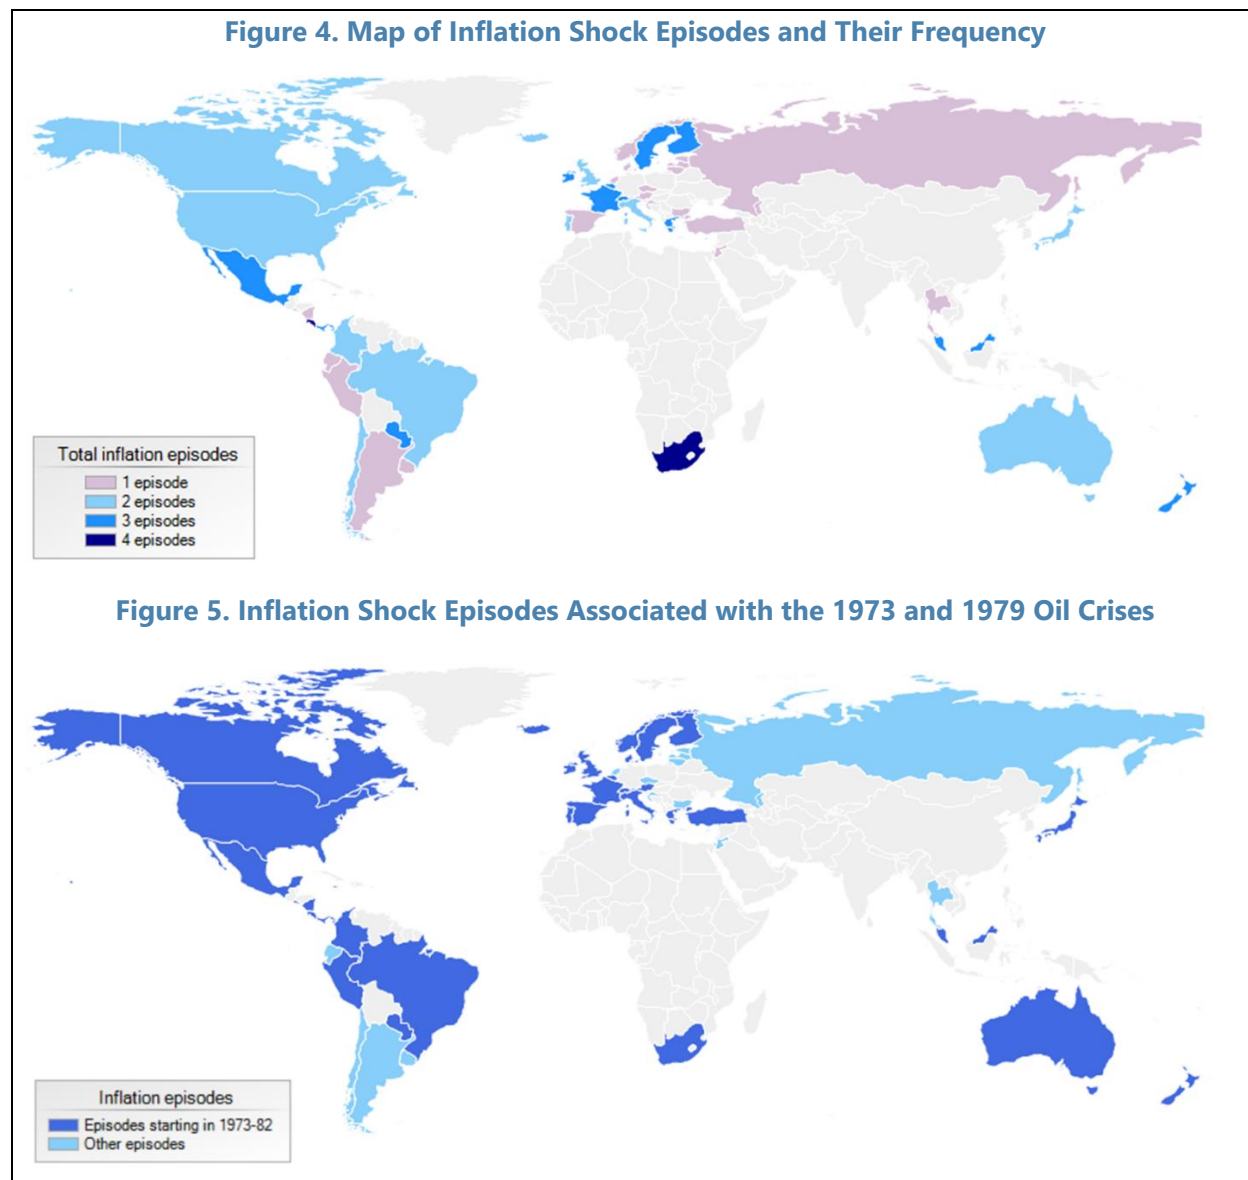 Figure 4. Map of Inflation Shock Episodes and Their Frequency
Total inflation episodes
1 episode
2 episodes
3 episodes
4 episodes
Figure 5. Inflation Shock Episodes Associated with the 1973 and 1979 Oil Crises
Inflation episodes
Episodes starting in 1973-82
Other episodes